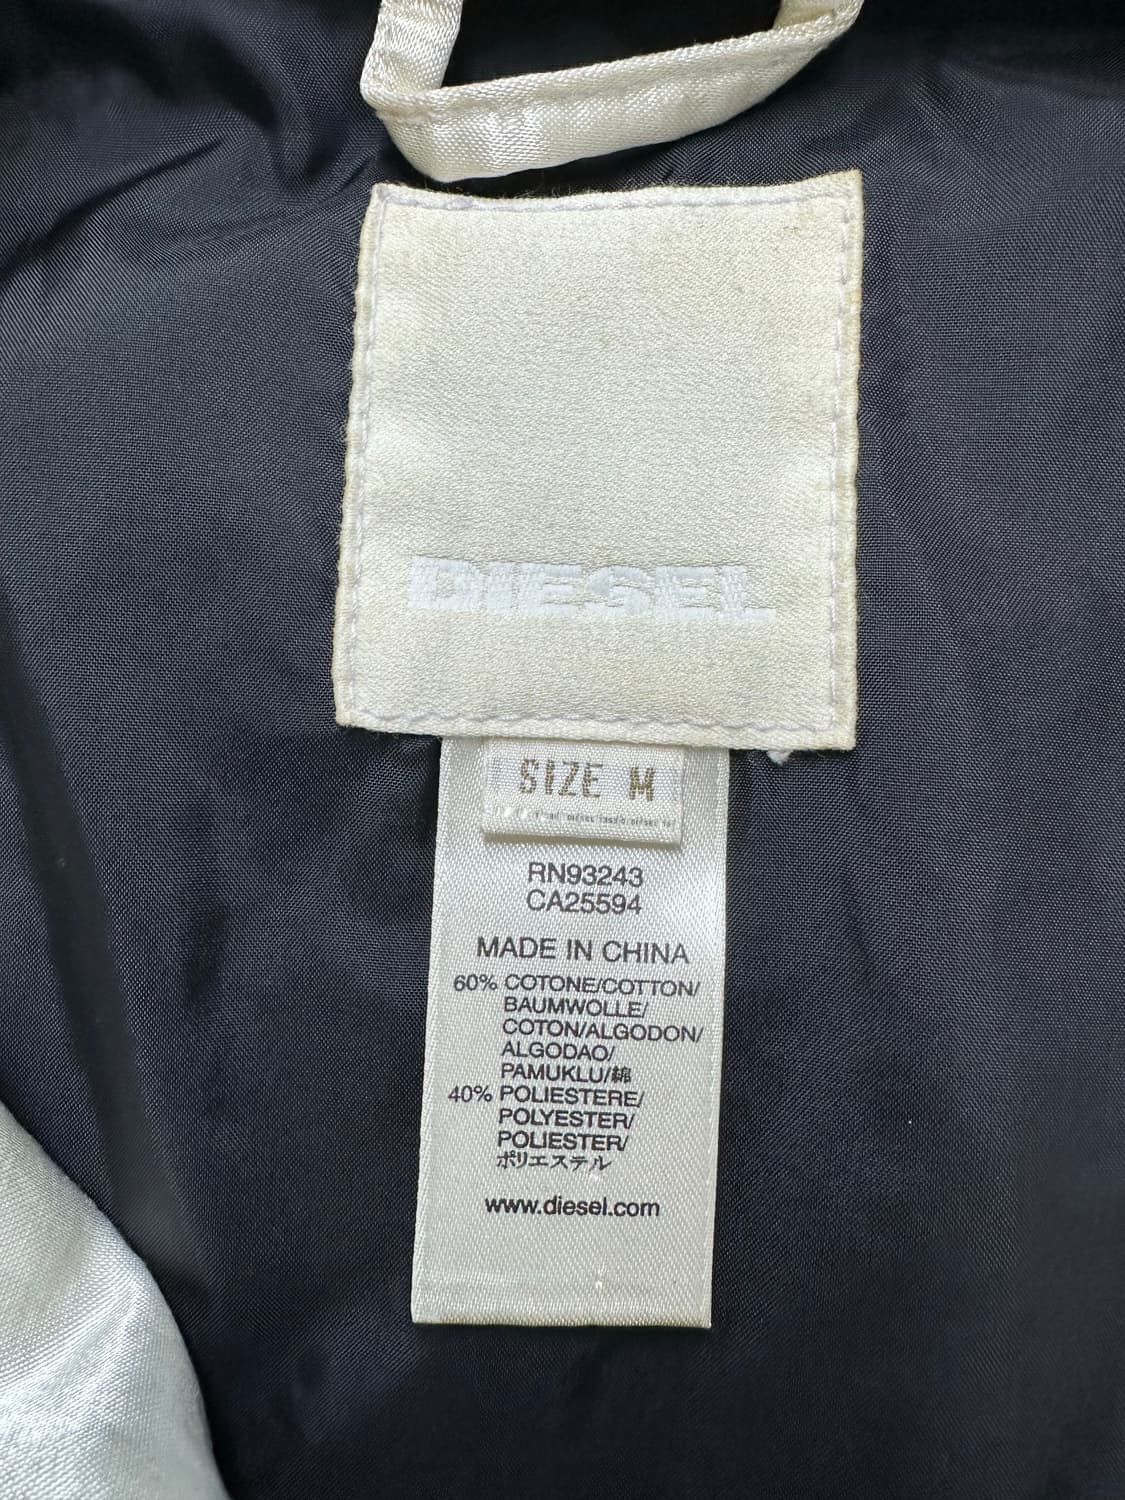 DIESEL
SIZE M
RN93243
CA25594
MADE IN CHINA
60% COTONE/COTTON/
BAUMWOLLE/
COTON/ALGODON/
ALGODAO/
PAMUKLU/綿
40% POLIESTERE/
POLYESTER/
POLIESTER/
ポリエステル
www.diesel.com